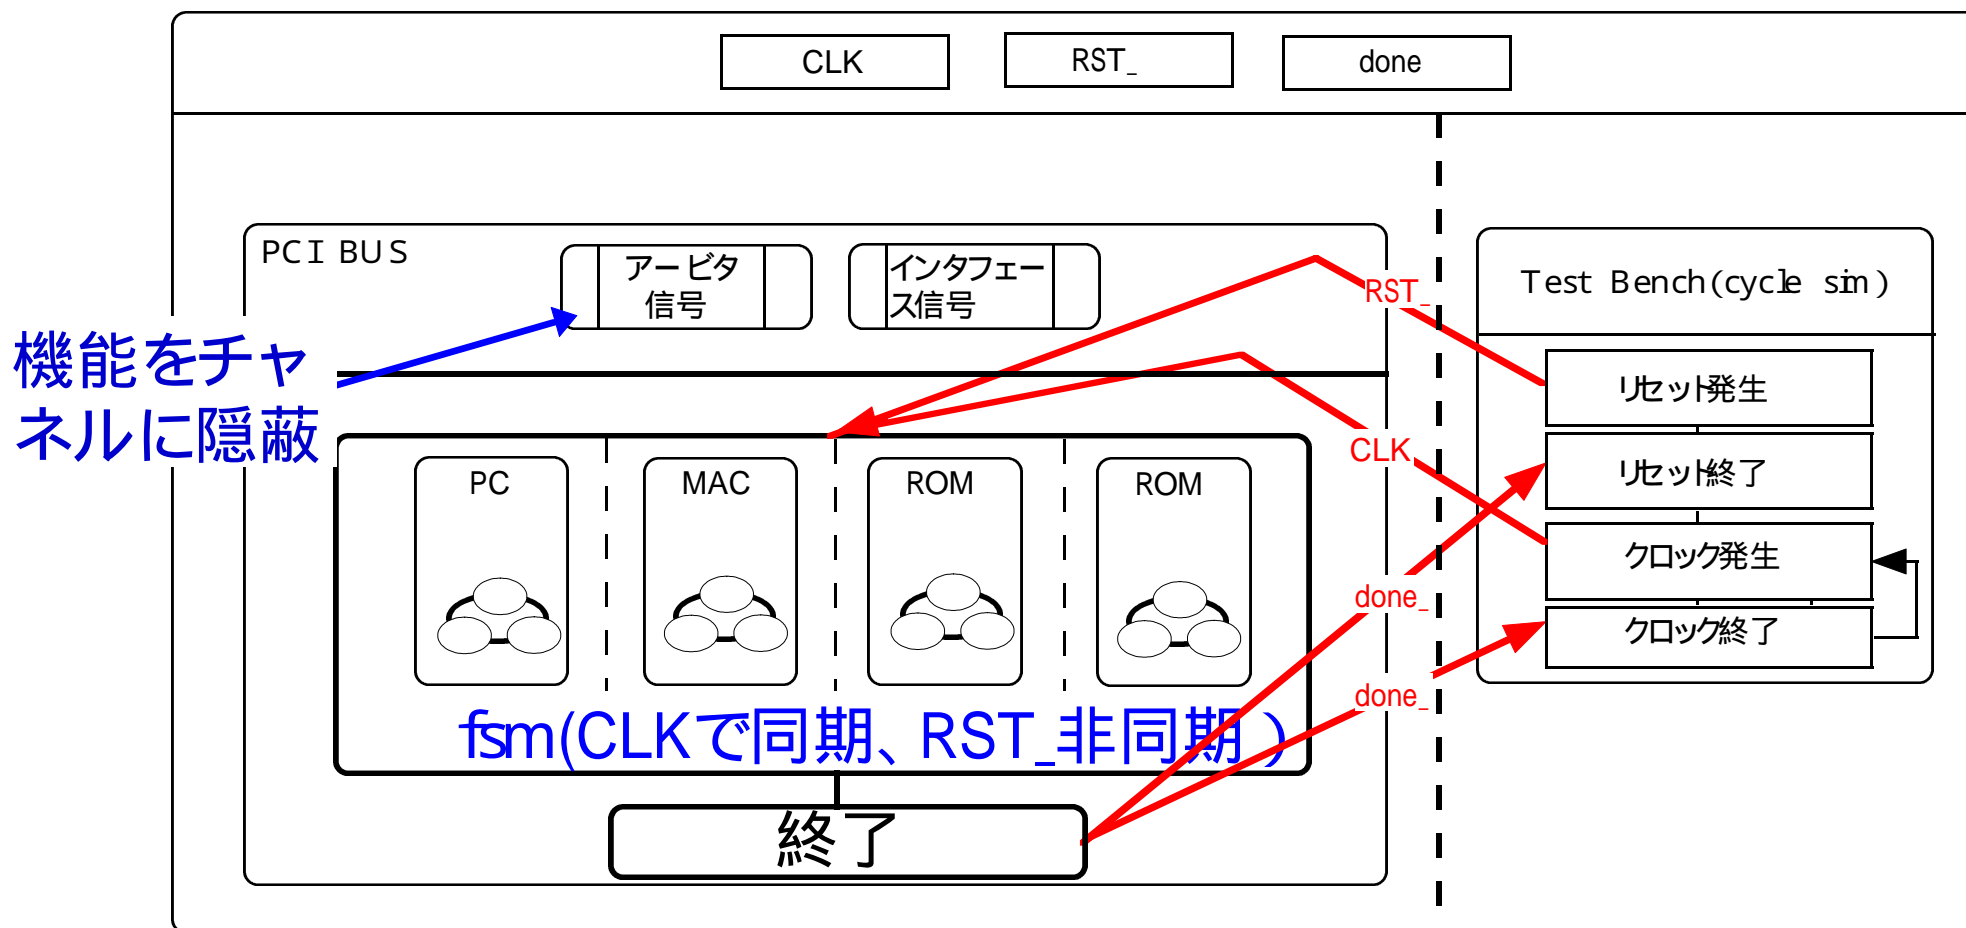 CLK
RST_
done
PCI BUS
アービタ
信号
インタフェー
ス信号
RST_
Test Bench(cycle sim)
機能をチャ
ネルに隠蔽
リセット発生
CLK
リセット終了
PC
MAC
ROM
ROM
クロック発生
done_
クロック終了
done_
fsm(CLKで同期、RST_非同期)
終了